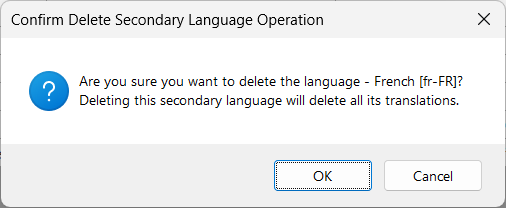 Confirm Delete Secondary Language Operation
Are you sure you want to delete the language - French [fr-FR]?
Deleting this secondary language will delete all its translations.
OK
Cancel